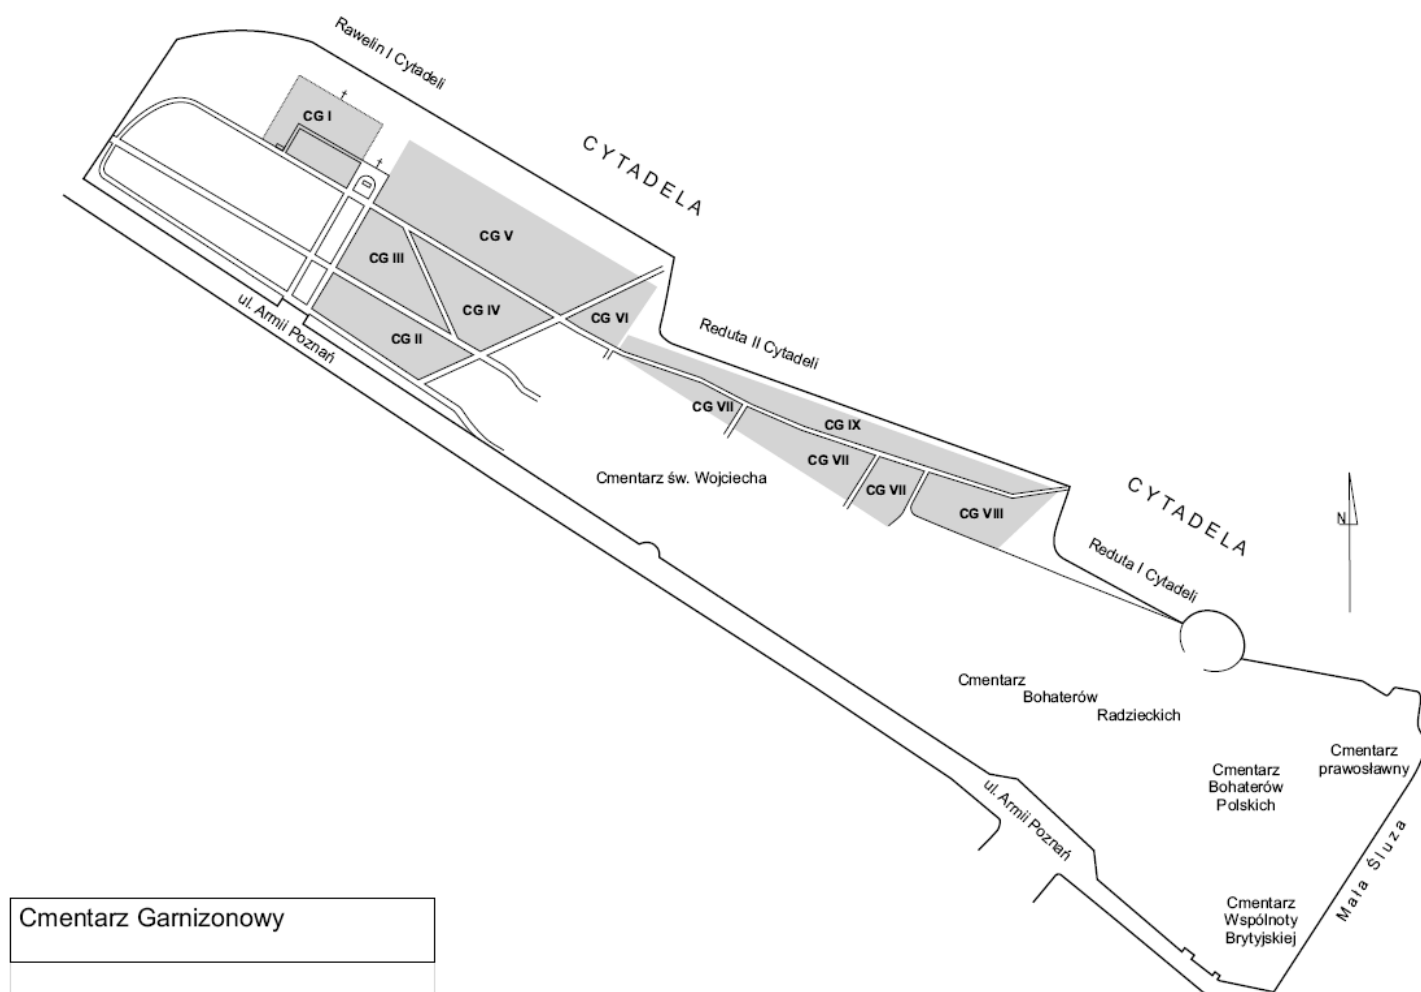 Rawelin I Cytadeli
CYTADELA
CG I
CG V
CG III
CG IV
CG VI
CG II
ul. Armii Poznań
Reduta II Cytadeli
CG VII
CG IX
CG VII
CG VII
CG VIII
Cmentarz św. Wojciecha
CYTADELA
N
Reduta I Cytadeli
Cmentarz
Bohaterów
Radzieckich
Cmentarz
prawosławny
Cmentarz
Bohaterów
Polskich
ul. Armii Poznań
Mała Śluza
Cmentarz
Wspólnoty
Brytyjskiej
Cmentarz Garnizonowy